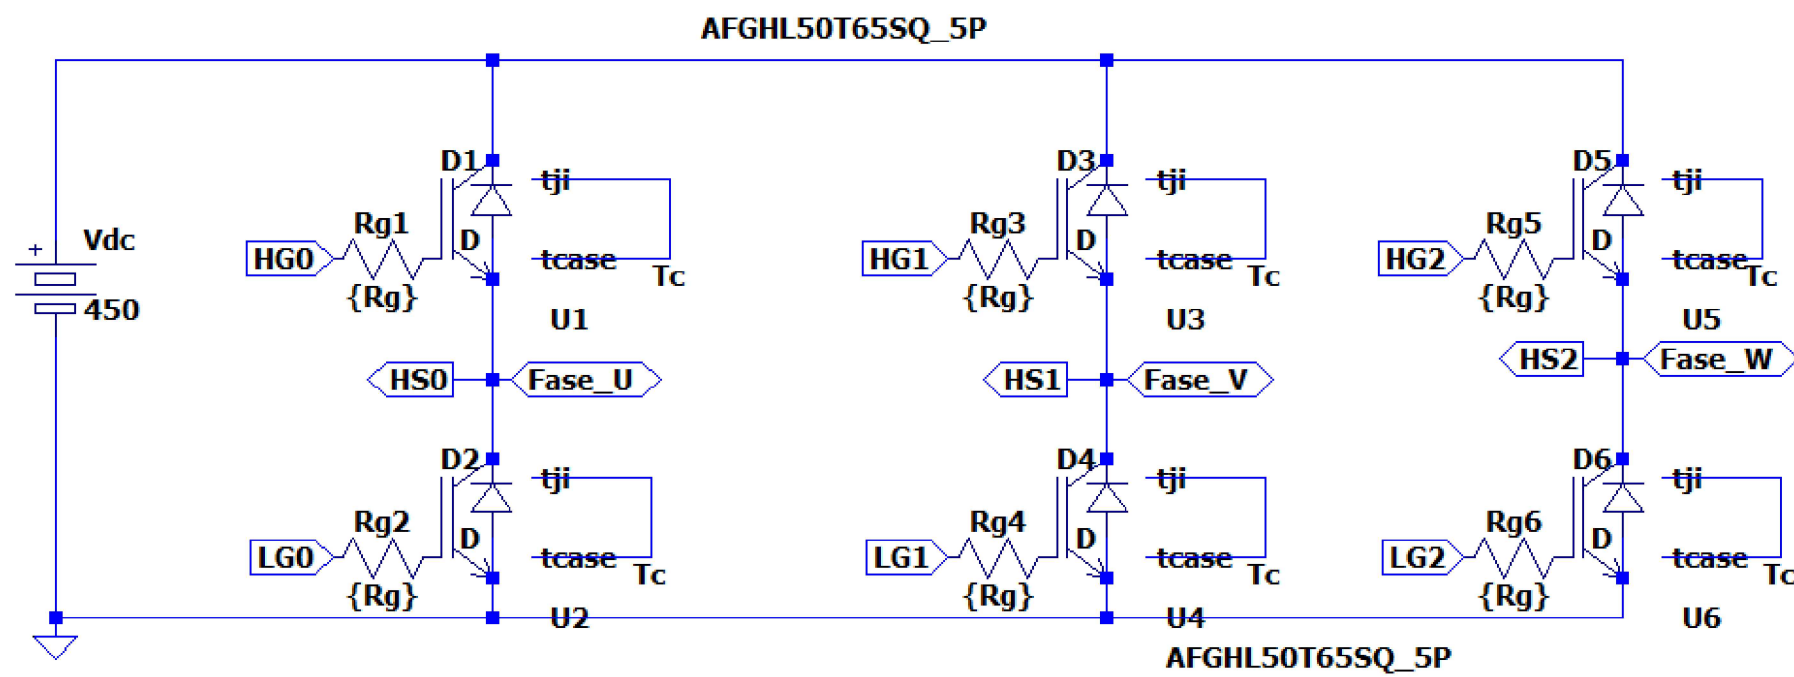 AFGHL50T65SQ_5P
D1
tji
Rg1
HG0
D
tcase
Tc
{Rg}
U1
D3
tji
Rg3
HG1
D
tcase
Tc
{Rg}
U3
D5
tji
Rg5
HG2
D
tcase
Tc
{Rg}
U5
+
Vdc
450
HS0
Fase_U
HS1
Fase_V
HS2
Fase_W
D2
tji
Rg2
LG0
D
tcase
Tc
{Rg}
U2
D4
tji
Rg4
LG1
D
tcase
Tc
{Rg}
U4
D6
tji
Rg6
LG2
D
tcase
Tc
{Rg}
U6
AFGHL50T65SQ_5P